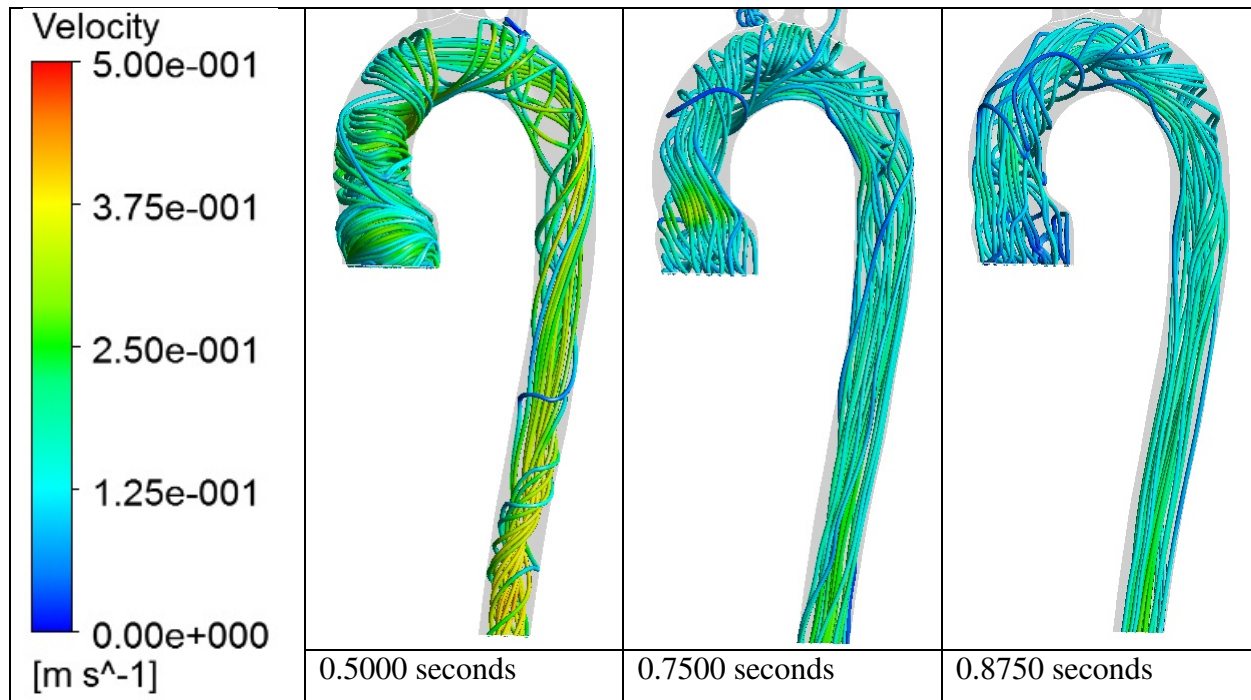 Velocity
5.00e-001
3.75e-001
2.50e-001
1.25e-001
0.00e+000
[m s^-1]
0.5000 seconds
0.7500 seconds
0.8750 seconds